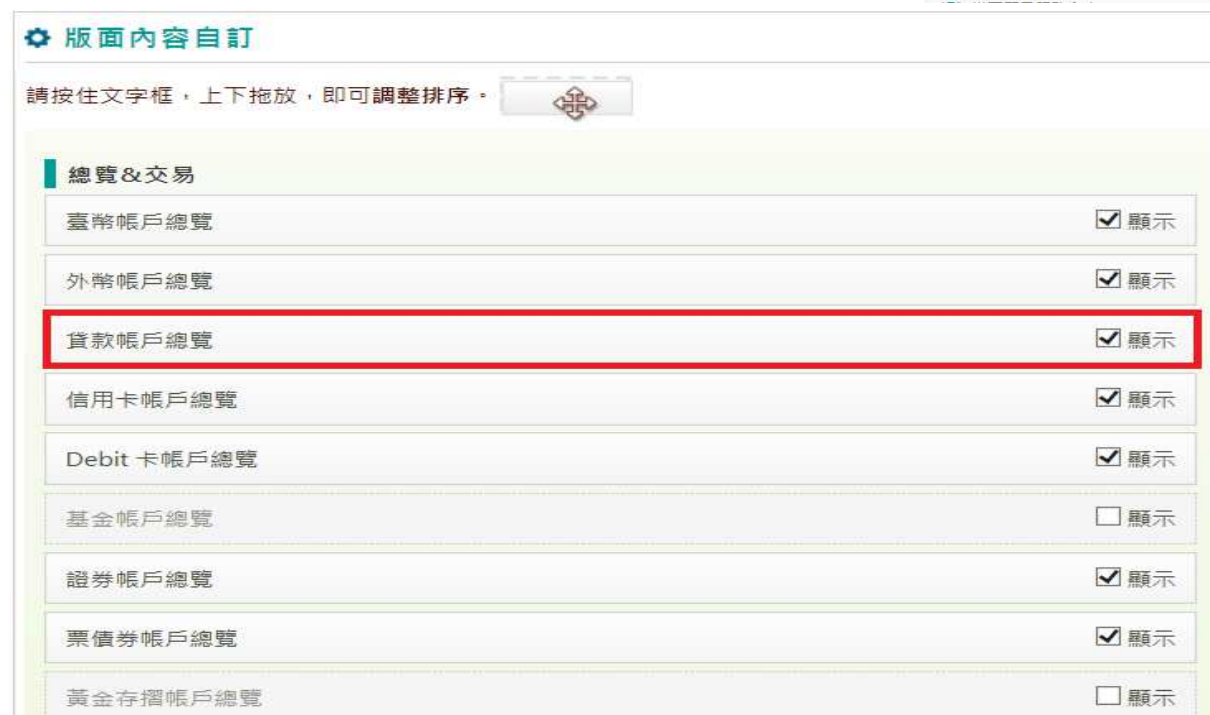 版面內容自訂
請按住文字框，上下拖放，即可調整排序。
總覽&交易
臺幣帳戶總覽 顯示
外幣帳戶總覽 顯示
貸款帳戶總覽 顯示
信用卡帳戶總覽 顯示
Debit 卡帳戶總覽 顯示
基金帳戶總覽 顯示
證券帳戶總覽 顯示
票債券帳戶總覽 顯示
黃金存摺帳戶總覽 顯示